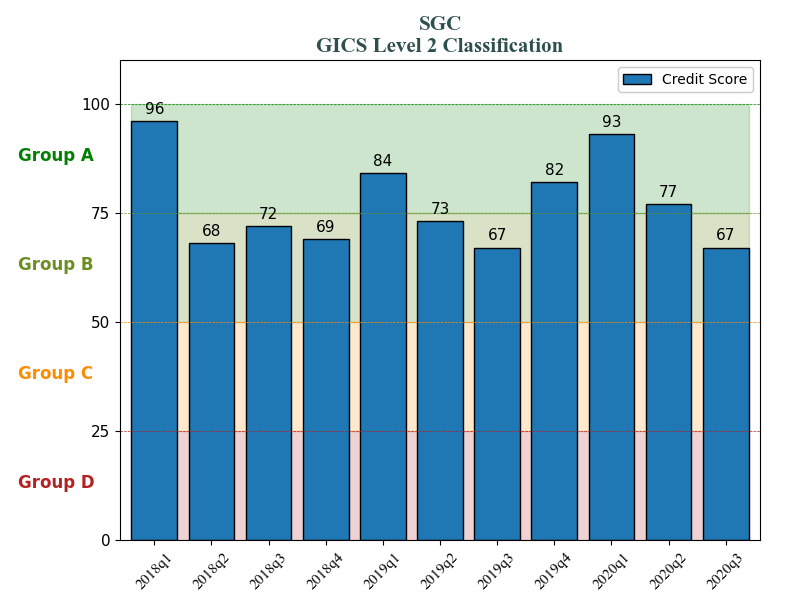 SGC
GICS Level 2 Classification
Credit Score
100
75
50
25
0
Group A
Group B
Group C
Group D
96
68
72
69
84
73
67
82
93
77
67
2018q1
2018q2
2018q3
2018q4
2019q1
2019q2
2019q3
2019q4
2020q1
2020q2
2020q3